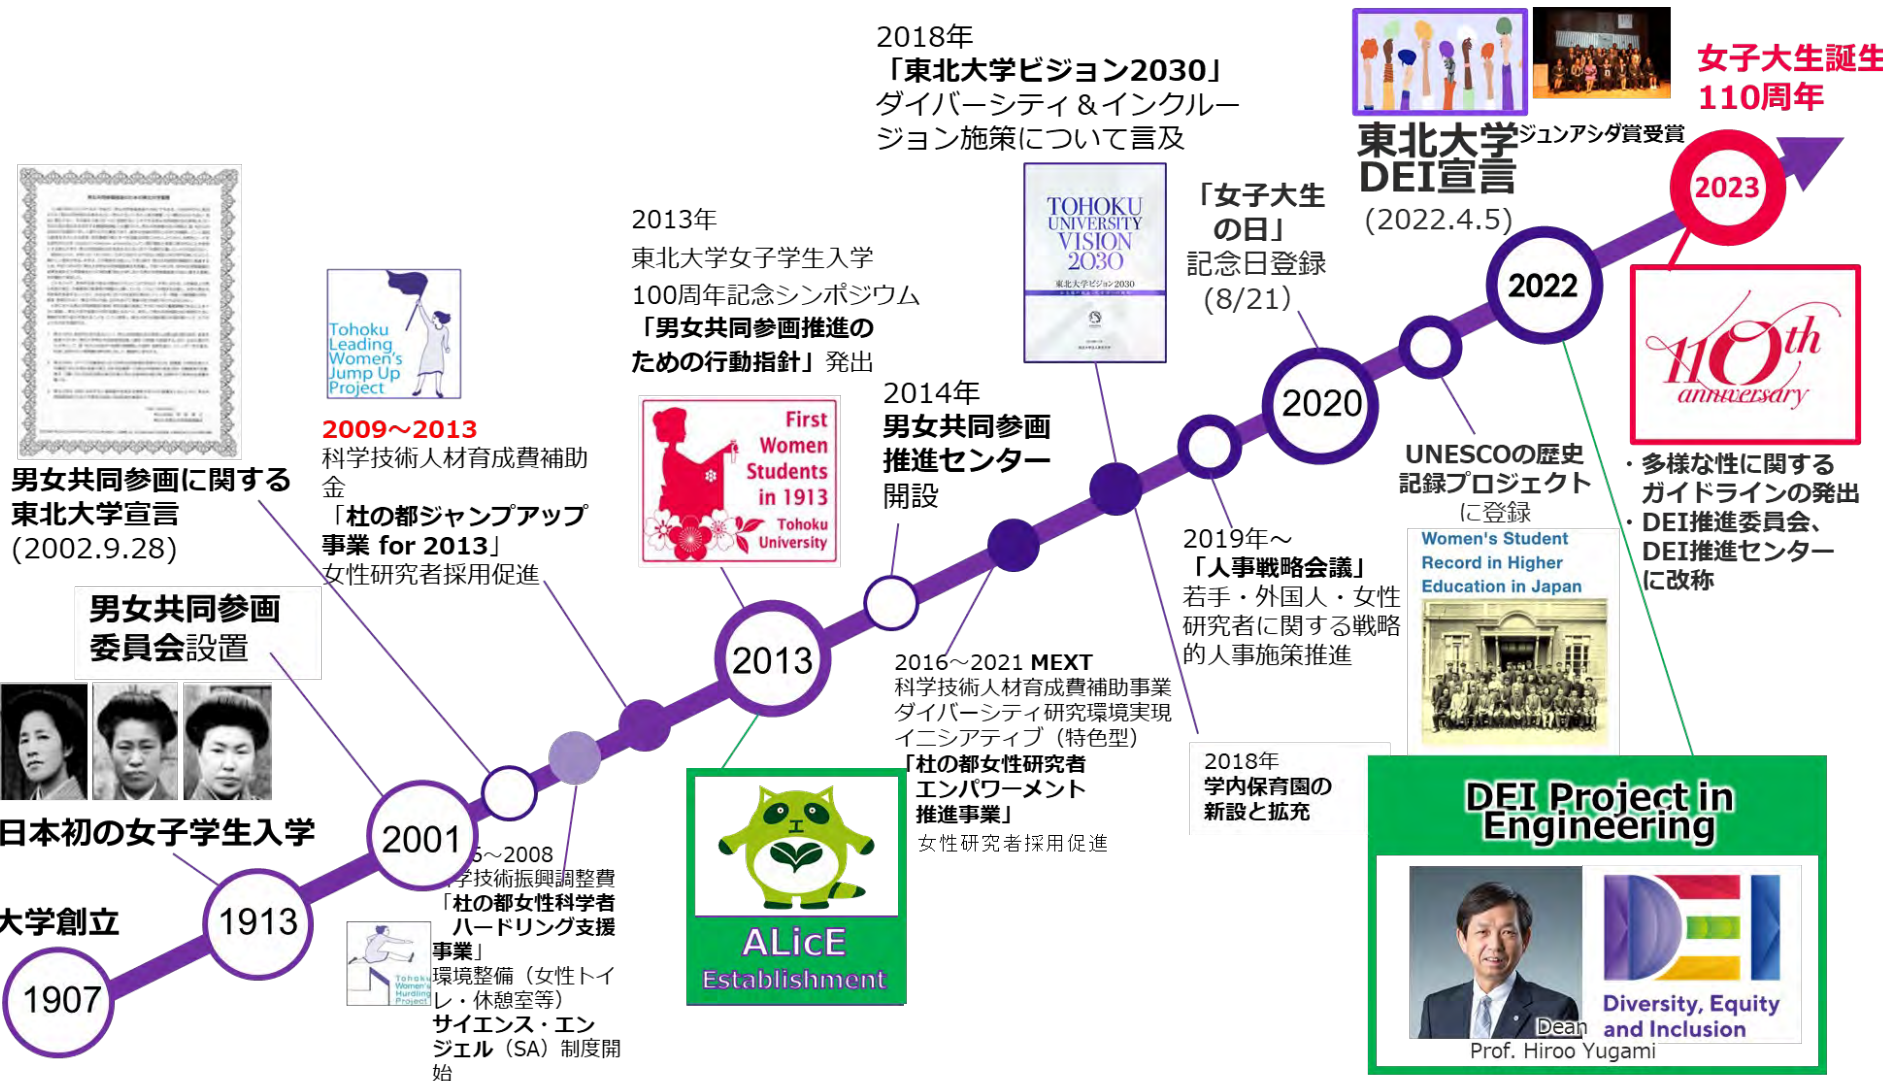 大学創立
1907
日本初の女子学生入学
1913
男女共同参画
委員会設置
2001
男女共同参画に関する
東北大学宣言
(2002.9.28)
5～2008
学技術振興調整費
「杜の都女性科学者
ハードリング支援
事業」
環境整備（女性トイ
レ・休憩室等）
サイエンス・エン
ジェル（SA）制度開
始
Tohoku
Women's
Hurdling
Project
Tohoku
Leading
Women's
Jump Up
Project
2009～2013
科学技術人材育成費補助
金
「杜の都ジャンプアップ
事業 for 2013」
女性研究者採用促進
2013年
東北大学女子学生入学
100周年記念シンポジウム
「男女共同参画推進の
ための行動指針」発出
First
Women
Students
in 1913
Tohoku
University
2013
ALicE
Establishment
2014年
男女共同参画
推進センター
開設
2016～2021 MEXT
科学技術人材育成費補助事業
ダイバーシティ研究環境実現
イニシアティブ（特色型）
「杜の都女性研究者
エンパワーメント
推進事業」
女性研究者採用促進
2018年
「東北大学ビジョン2030」
ダイバーシティ＆インクルー
ジョン施策について言及
TOHOKU
UNIVERSITY
VISION
2030
東北大学ビジョン2030
2018年
学内保育園の
新設と拡充
2019年～
「人事戦略会議」
若手・外国人・女性
研究者に関する戦略
的人事施策推進
「女子大生
の日」
記念日登録
(8/21)
2020
UNESCOの歴史
記録プロジェクト
に登録
Women's Student
Record in Higher
Education in Japan
東北大学
DEI宣言
(2022.4.5)
ジュンアシダ賞受賞
2022
DEI Project in
Engineering
Dean
Prof. Hiroo Yugami
Diversity, Equity
and Inclusion
女子大生誕生
110周年
2023
110th
anniversary
・多様な性に関する
ガイドラインの発出
・DEI推進委員会、
DEI推進センター
に改称